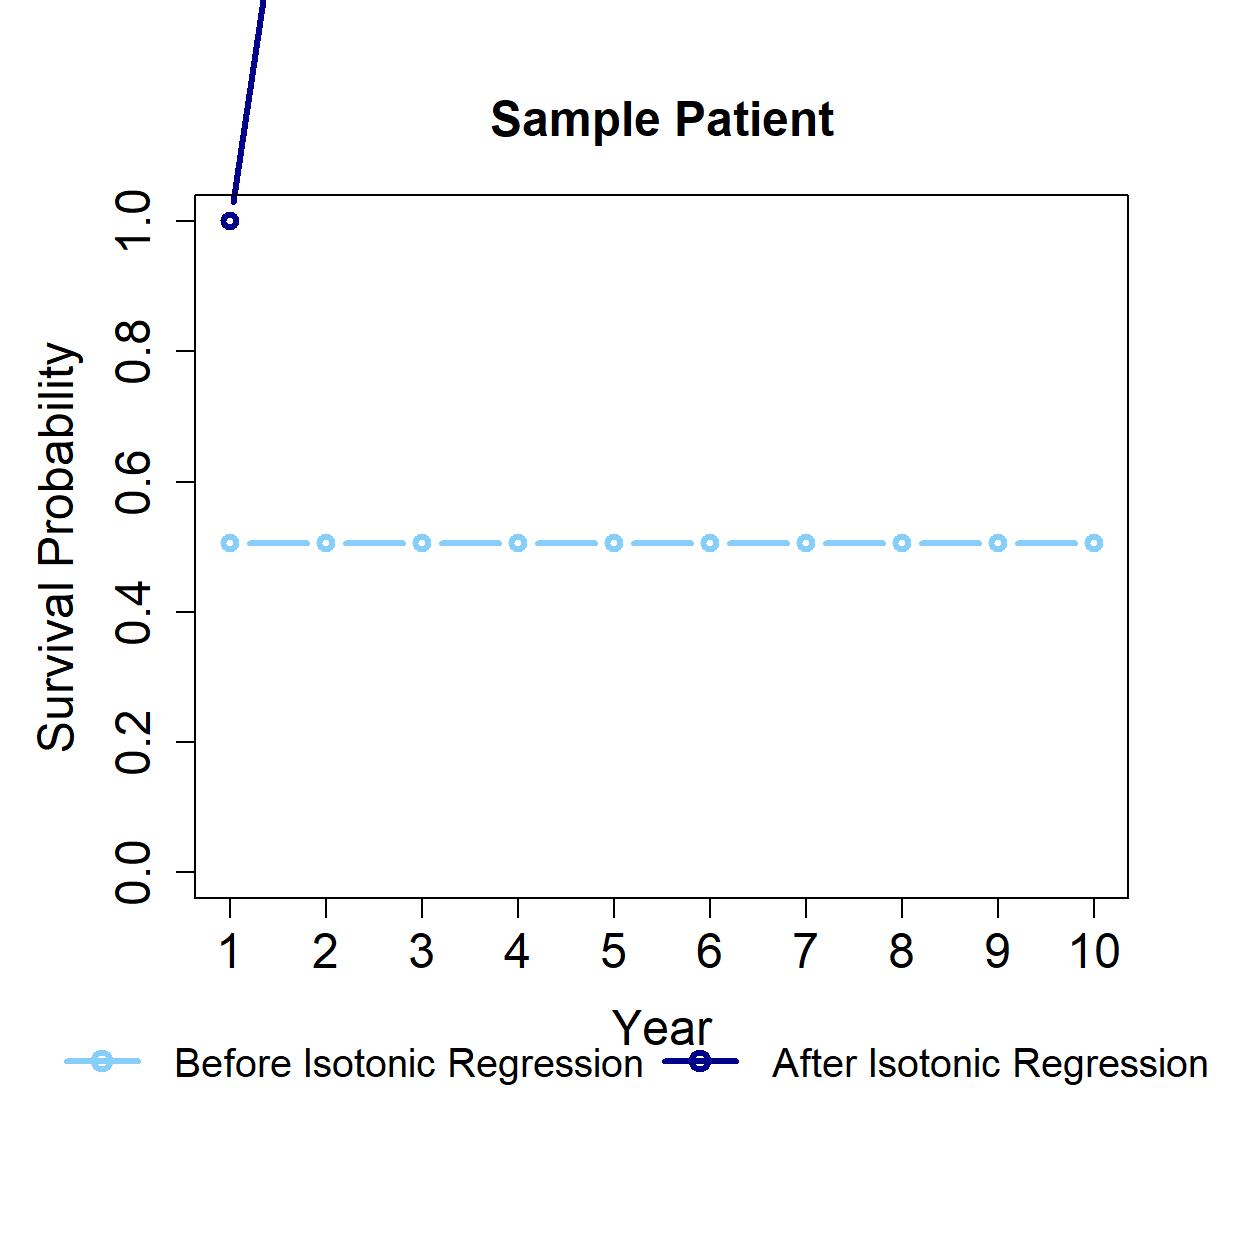 Sample Patient
Survival Probability
1.0
0.8
0.6
0.4
0.2
0.0
1 2 3 4 5 6 7 8 9 10
Year
Before Isotonic Regression After Isotonic Regression